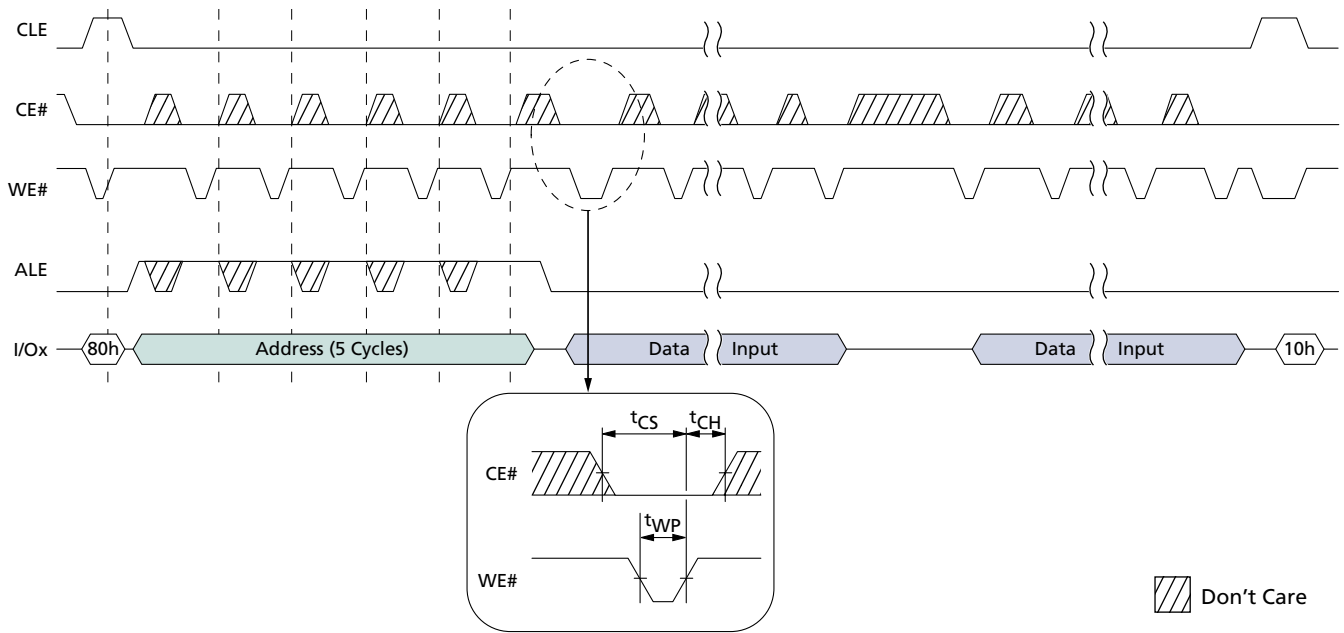 CLE
CE#
WE#
ALE
I/Ox
80h
Address (5 Cycles)
Data Input
Data Input
10h
tCS tCH
CE#
tWP
WE#
Don't Care